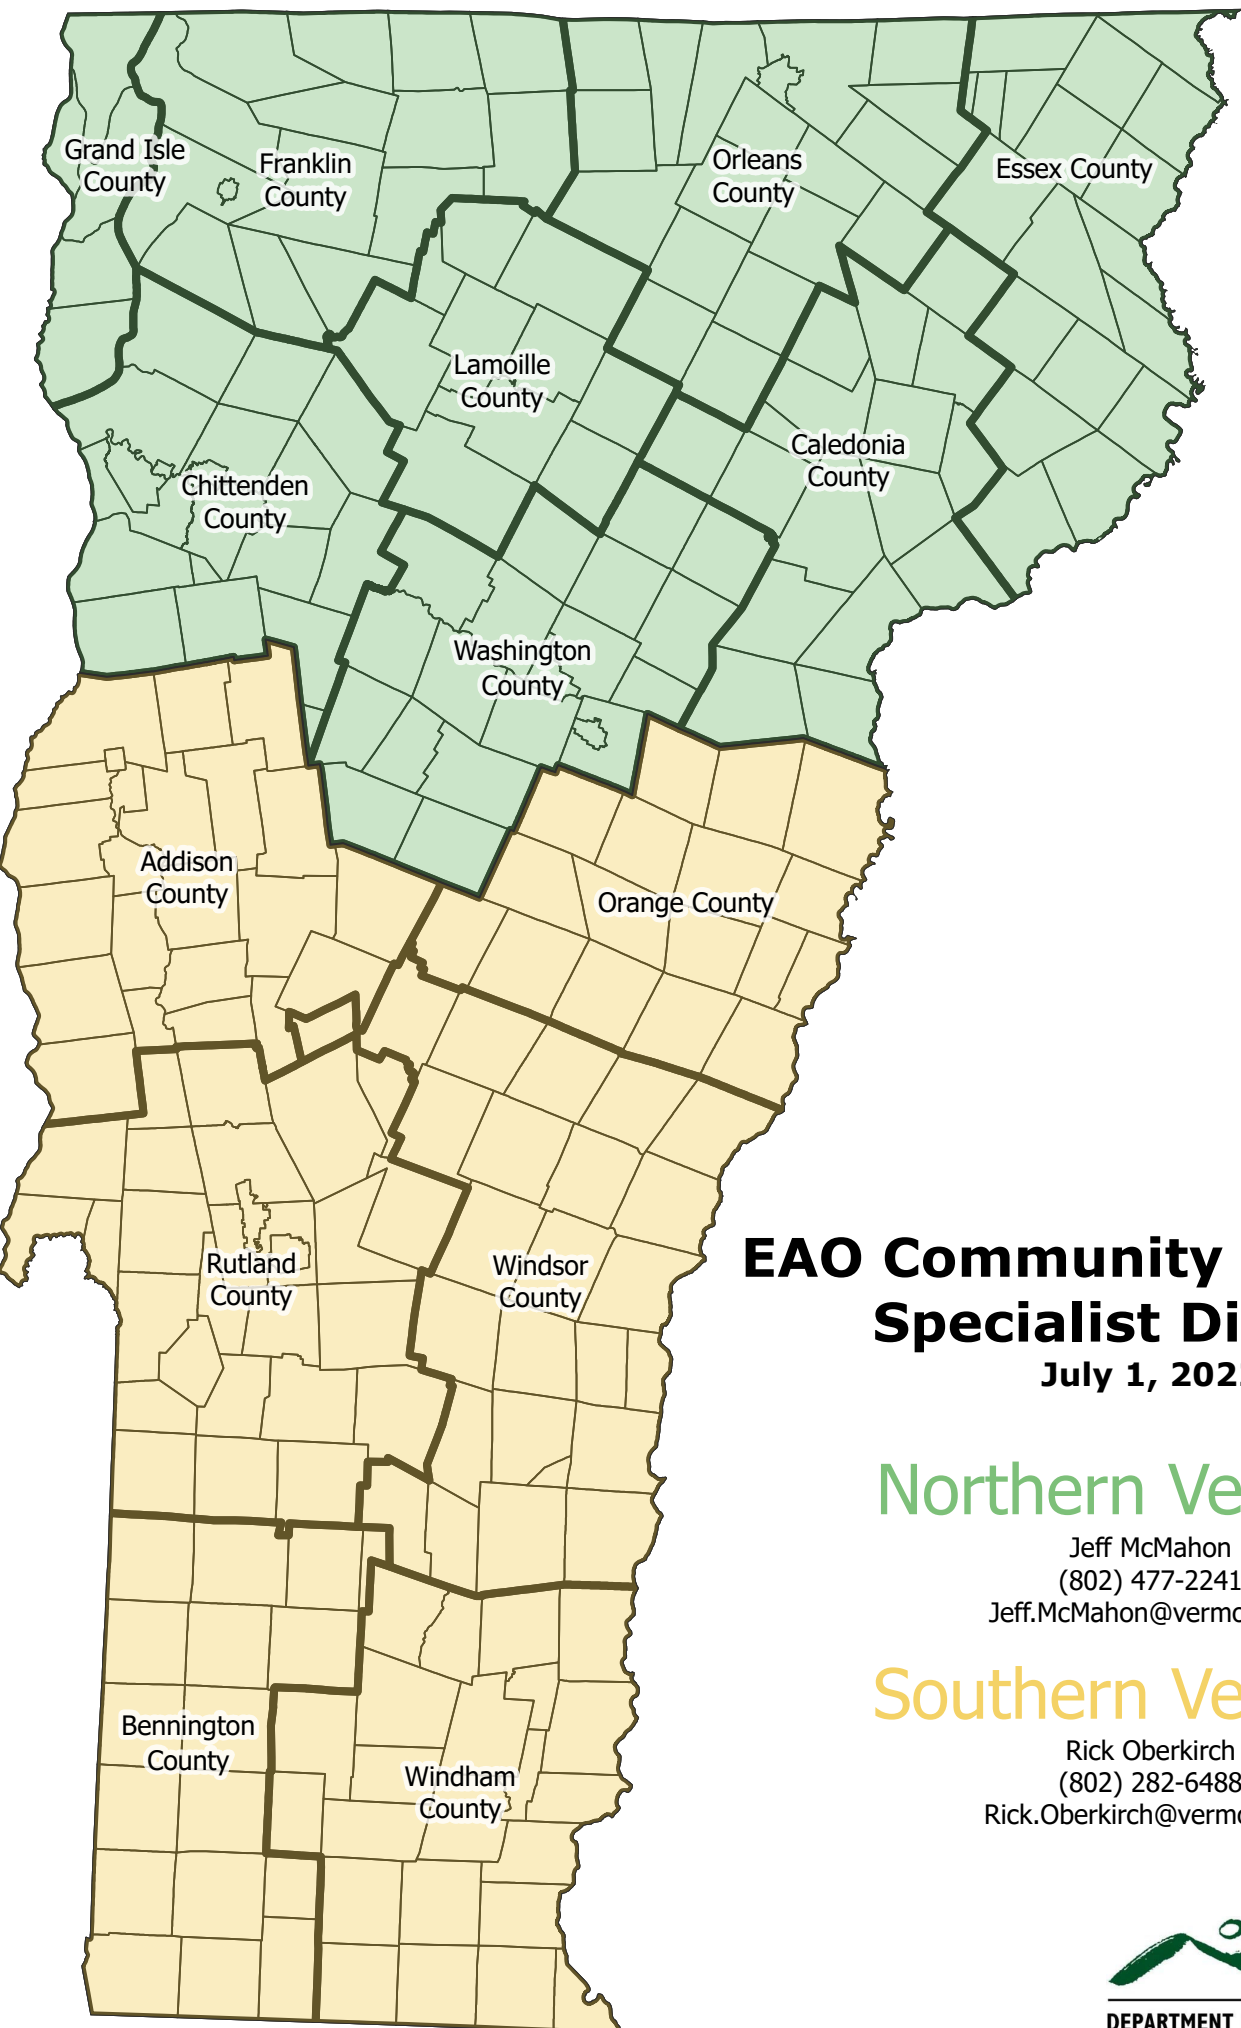 Grand Isle
County
Franklin
County
Orleans
County
Essex County
Lamoille
County
Caledonia
County
Chittenden
County
Washington
County
Addison
County
Orange County
Rutland
County
Windsor
County
EAO Community
Specialist Di
July 1, 202
Northern Ve
Jeff McMahon
(802) 477-2241
Jeff.McMahon@vermo
Southern Ve
Rick Oberkirch
(802) 282-6488
Rick.Oberkirch@vermo
Bennington
County
Windham
County
DEPARTMENT